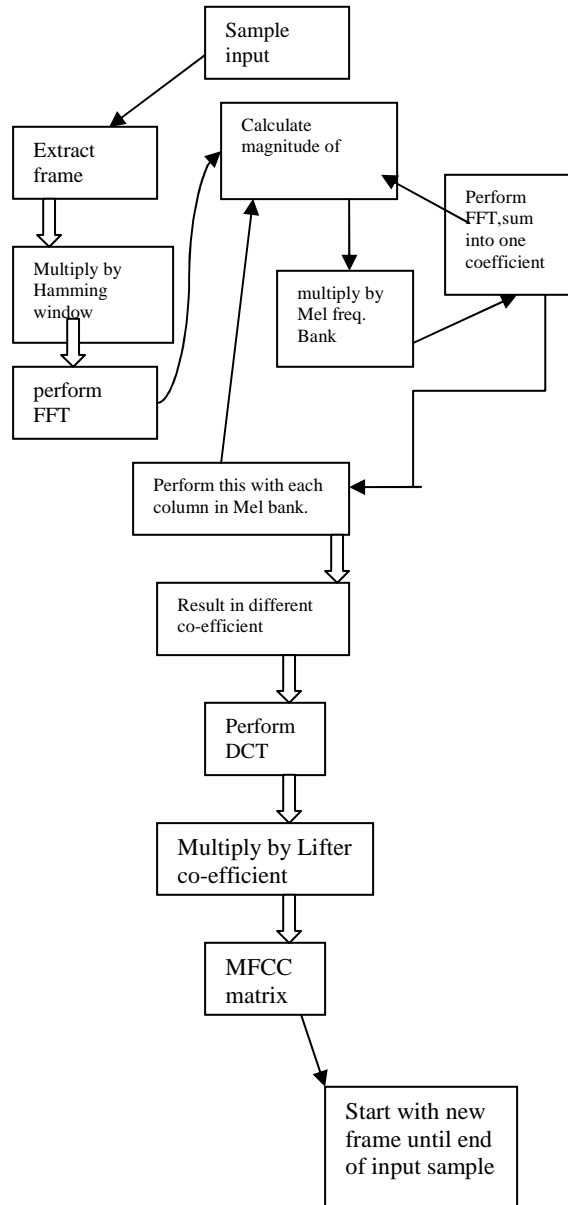 Sample
input
Extract
frame
Multiply by
Hamming
window
perform
FFT
Calculate
magnitude of
multiply by
Mel freq.
Bank
Perform
FFT,sum
into one
coefficient
Perform this with each
column in Mel bank.
Result in different
co-efficient
Perform
DCT
Multiply by Lifter
co-efficient
MFCC
matrix
Start with new
frame until end
of input sample